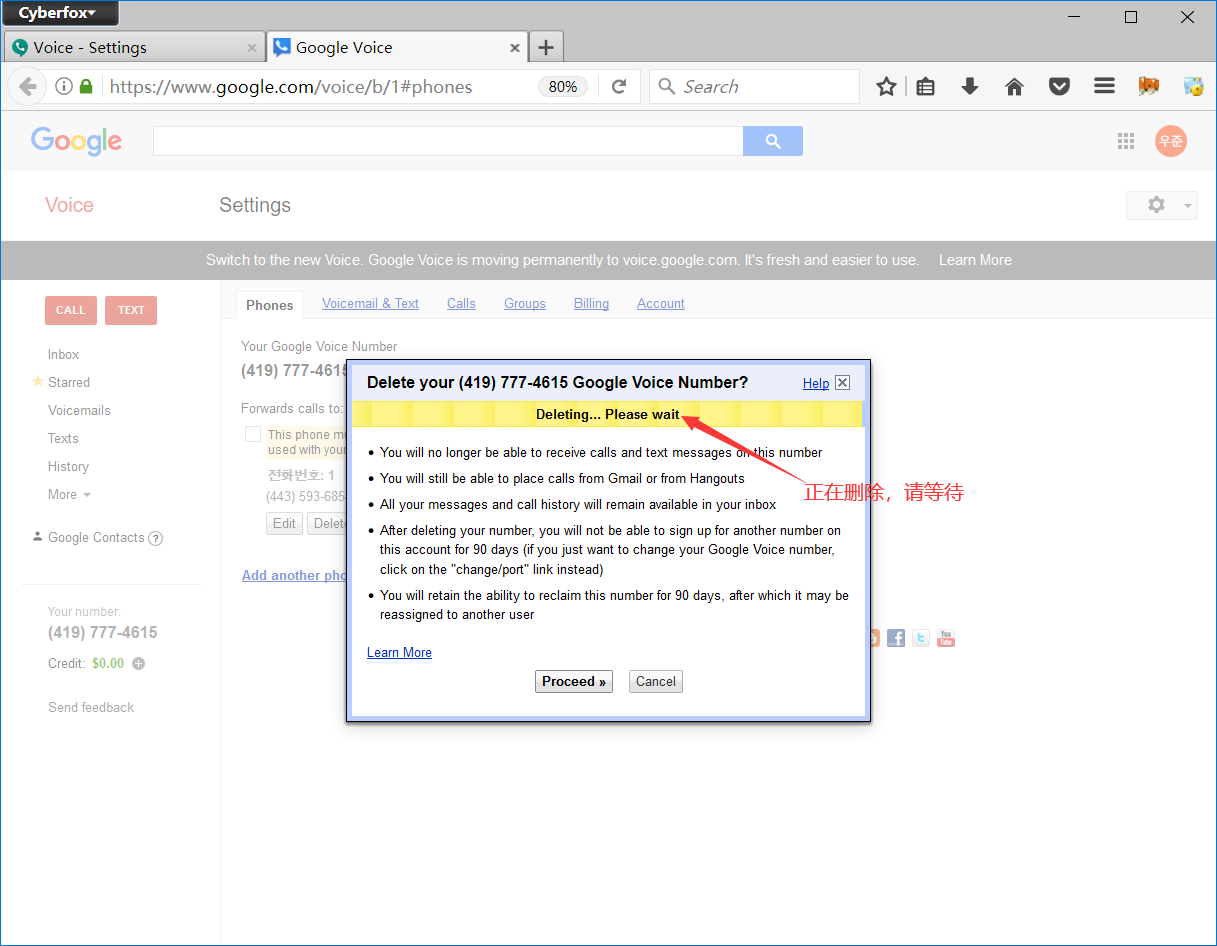 Cyberfox
Voice - Settings
Google Voice
https://www.google.com/voice/b/1#phones
80%
Search
Google
우준
Voice
Settings
Switch to the new Voice. Google Voice is moving permanently to voice.google.com. It's fresh and easier to use. Learn More
CALL
TEXT
Inbox
Starred
Voicemails
Texts
History
More
Google Contacts ?
Your number:
(419) 777-4615
Credit: $0.00
Send feedback
Phones
Voicemail & Text
Calls
Groups
Billing
Account
Your Google Voice Number
(419) 777-4615
Forwards calls to:
This phone
used with your
전화번호: 1
(443) 593-685
Edit
Delete
Add another
Delete your (419) 777-4615 Google Voice Number?
Help
Deleting... Please wait
You will no longer be able to receive calls and text messages on this number
You will still be able to place calls from Gmail or from Hangouts
All your messages and call history will remain available in your inbox
After deleting your number, you will not be able to sign up for another number on
this account for 90 days (if you just want to change your Google Voice number,
click on the "change/port" link instead)
You will retain the ability to reclaim this number for 90 days, after which it may be
reassigned to another user
Learn More
Proceed »
Cancel
正在删除，请等待
You
Tube